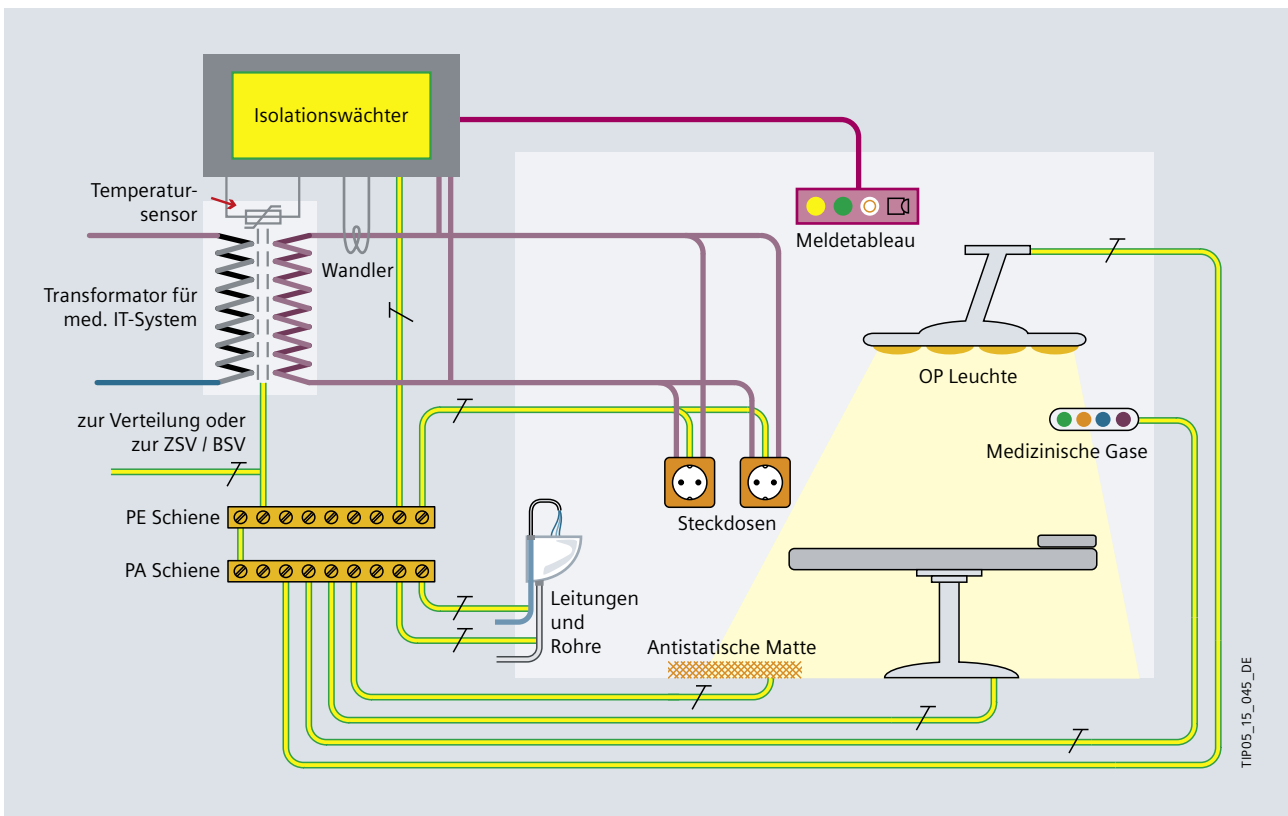 Isolationswächter
Temperatur-
sensor
Meldetableau
Wandler
Transformator für
med. IT-System
OP Leuchte
zur Verteilung oder
zur ZSV / BSV
Medizinische Gase
PE Schiene
Steckdosen
PA Schiene
Leitungen
und
Rohre
Antistatische Matte
TIP05_15_045_DE